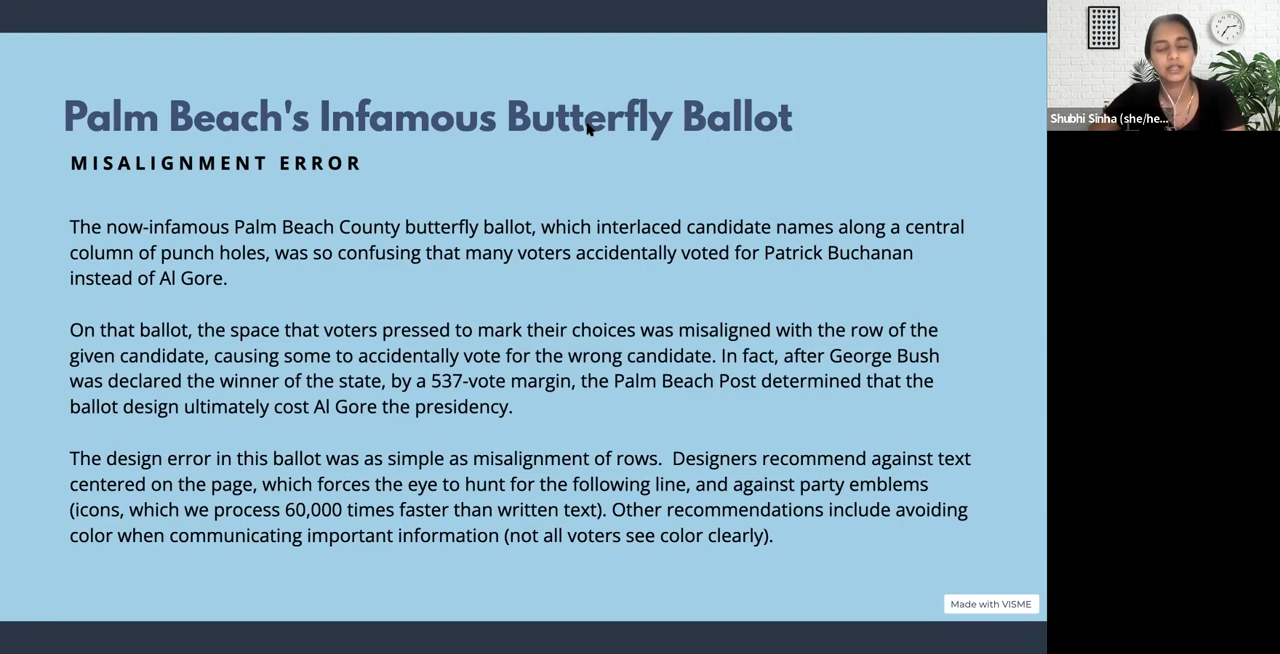 Palm Beach's Infamous Butterfly Ballot
MISALIGNMENT ERROR
The now-infamous Palm Beach County butterfly ballot, which interlaced candidate names along a central
column of punch holes, was so confusing that many voters accidentally voted for Patrick Buchanan
instead of Al Gore.
On that ballot, the space that voters pressed to mark their choices was misaligned with the row of the
given candidate, causing some to accidentally vote for the wrong candidate. In fact, after George Bush
was declared the winner of the state, by a 537-vote margin, the Palm Beach Post determined that the
ballot design ultimately cost Al Gore the presidency.
The design error in this ballot was as simple as misalignment of rows.  Designers recommend against text
centered on the page, which forces the eye to hunt for the following line, and against party emblems
(icons, which we process 60,000 times faster than written text). Other recommendations include avoiding
color when communicating important information (not all voters see color clearly).
Made with VISME
Shubhi Sinha (she/he...